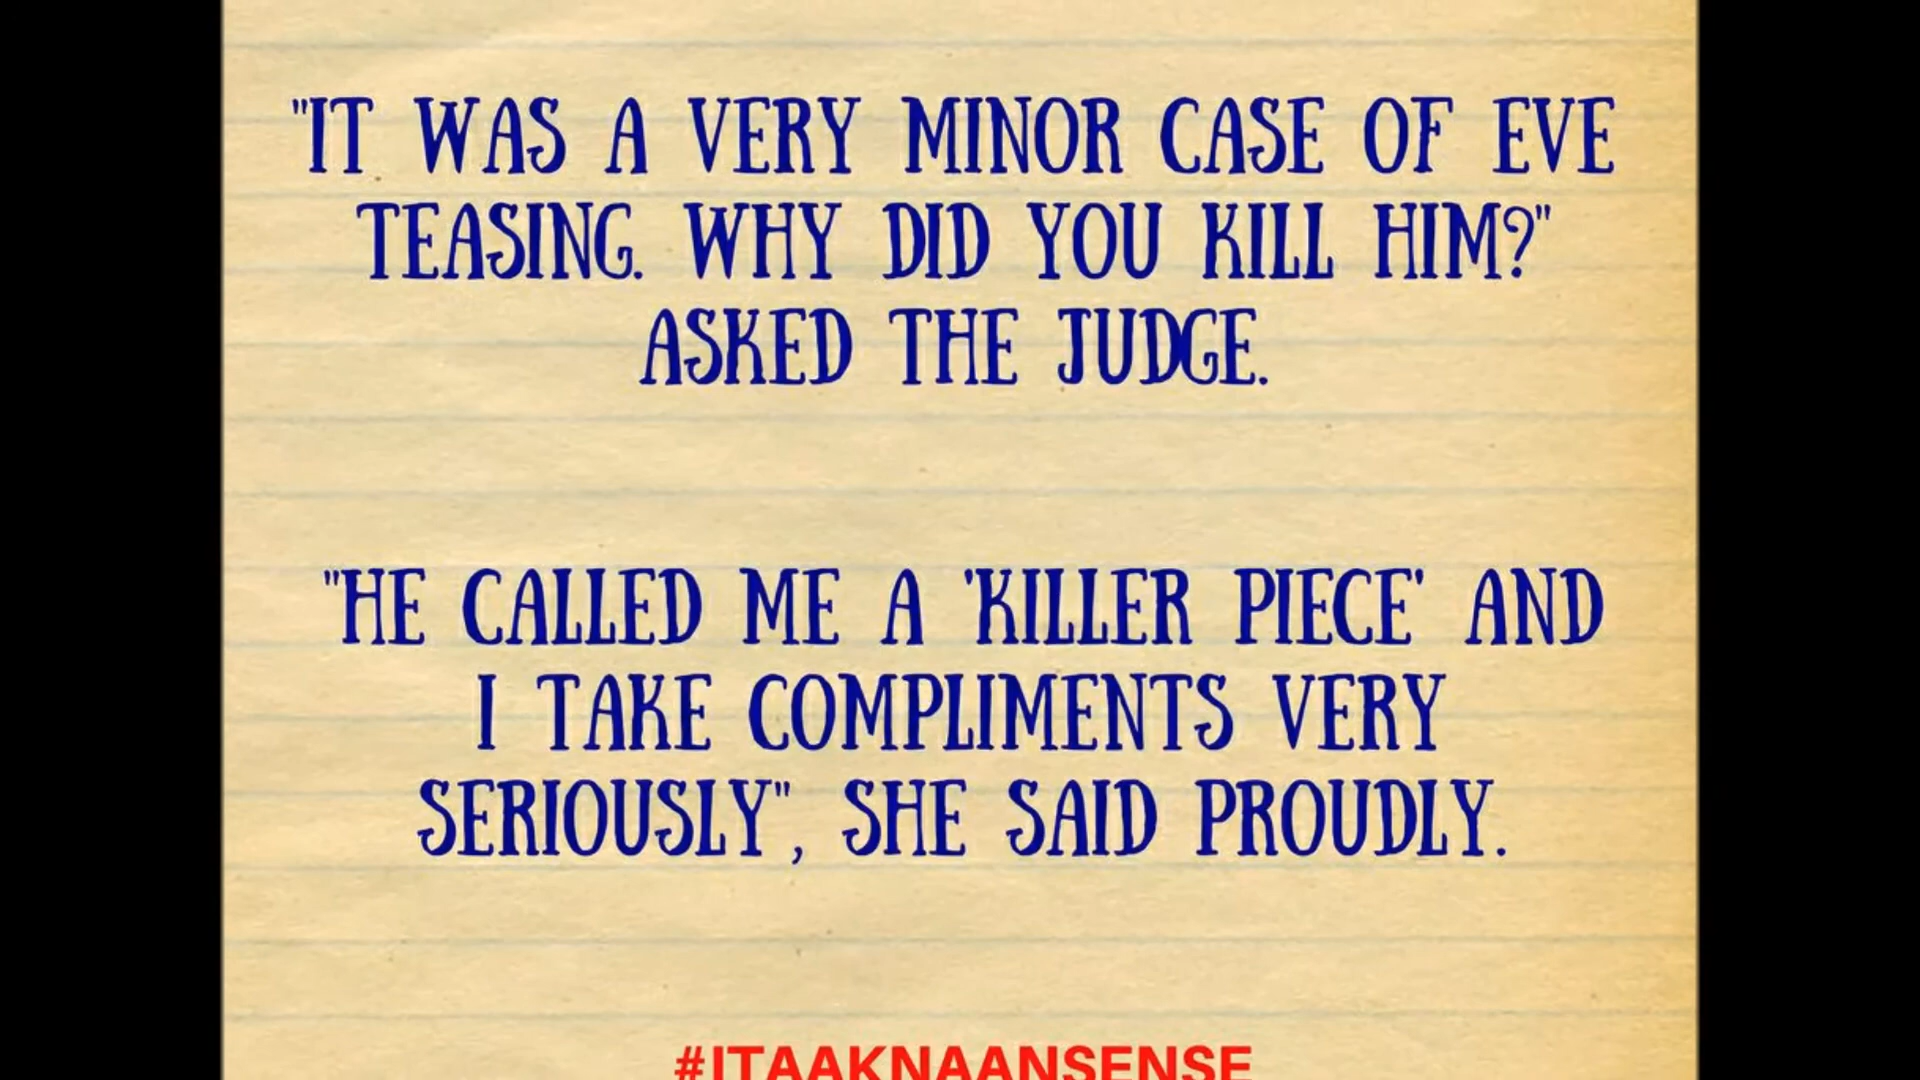 "IT WAS A VERY MINOR CASE OF EVE
TEASING. WHY DID YOU KILL HIM?"
ASKED THE JUDGE.
"HE CALLED ME A 'KILLER PIECE' AND
I TAKE COMPLIMENTS VERY
SERIOUSLY", SHE SAID PROUDLY.
#ITAAKNAANSENSE